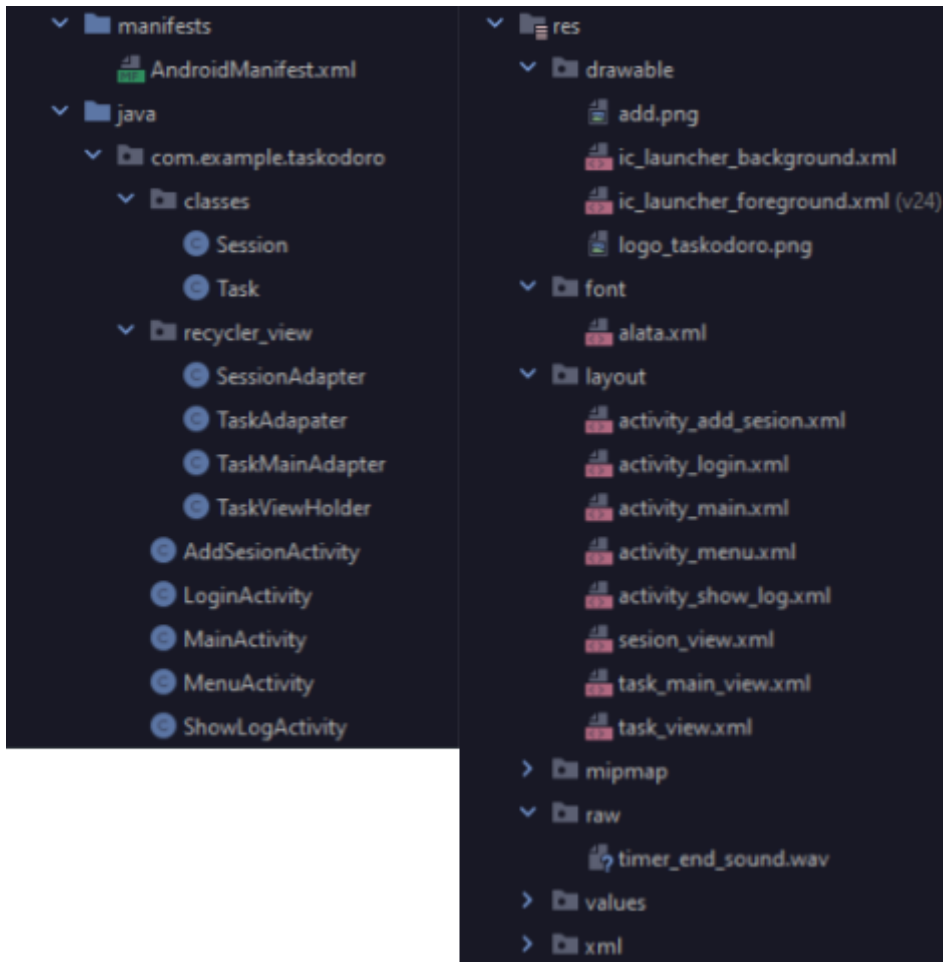 manifests
AndroidManifest.xml
java
com.example.taskodoro
classes
Session
Task
recycler_view
SessionAdapter
TaskAdapater
TaskMainAdapter
TaskViewHolder
AddSesionActivity
LoginActivity
MainActivity
MenuActivity
ShowLogActivity
res
drawable
add.png
ic_launcher_background.xml
ic_launcher_foreground.xml (v24)
logo_taskodoro.png
font
alata.xml
layout
activity_add_sesion.xml
activity_login.xml
activity_main.xml
activity_menu.xml
activity_show_log.xml
sesion_view.xml
task_main_view.xml
task_view.xml
mipmap
raw
timer_end_sound.wav
values
xml